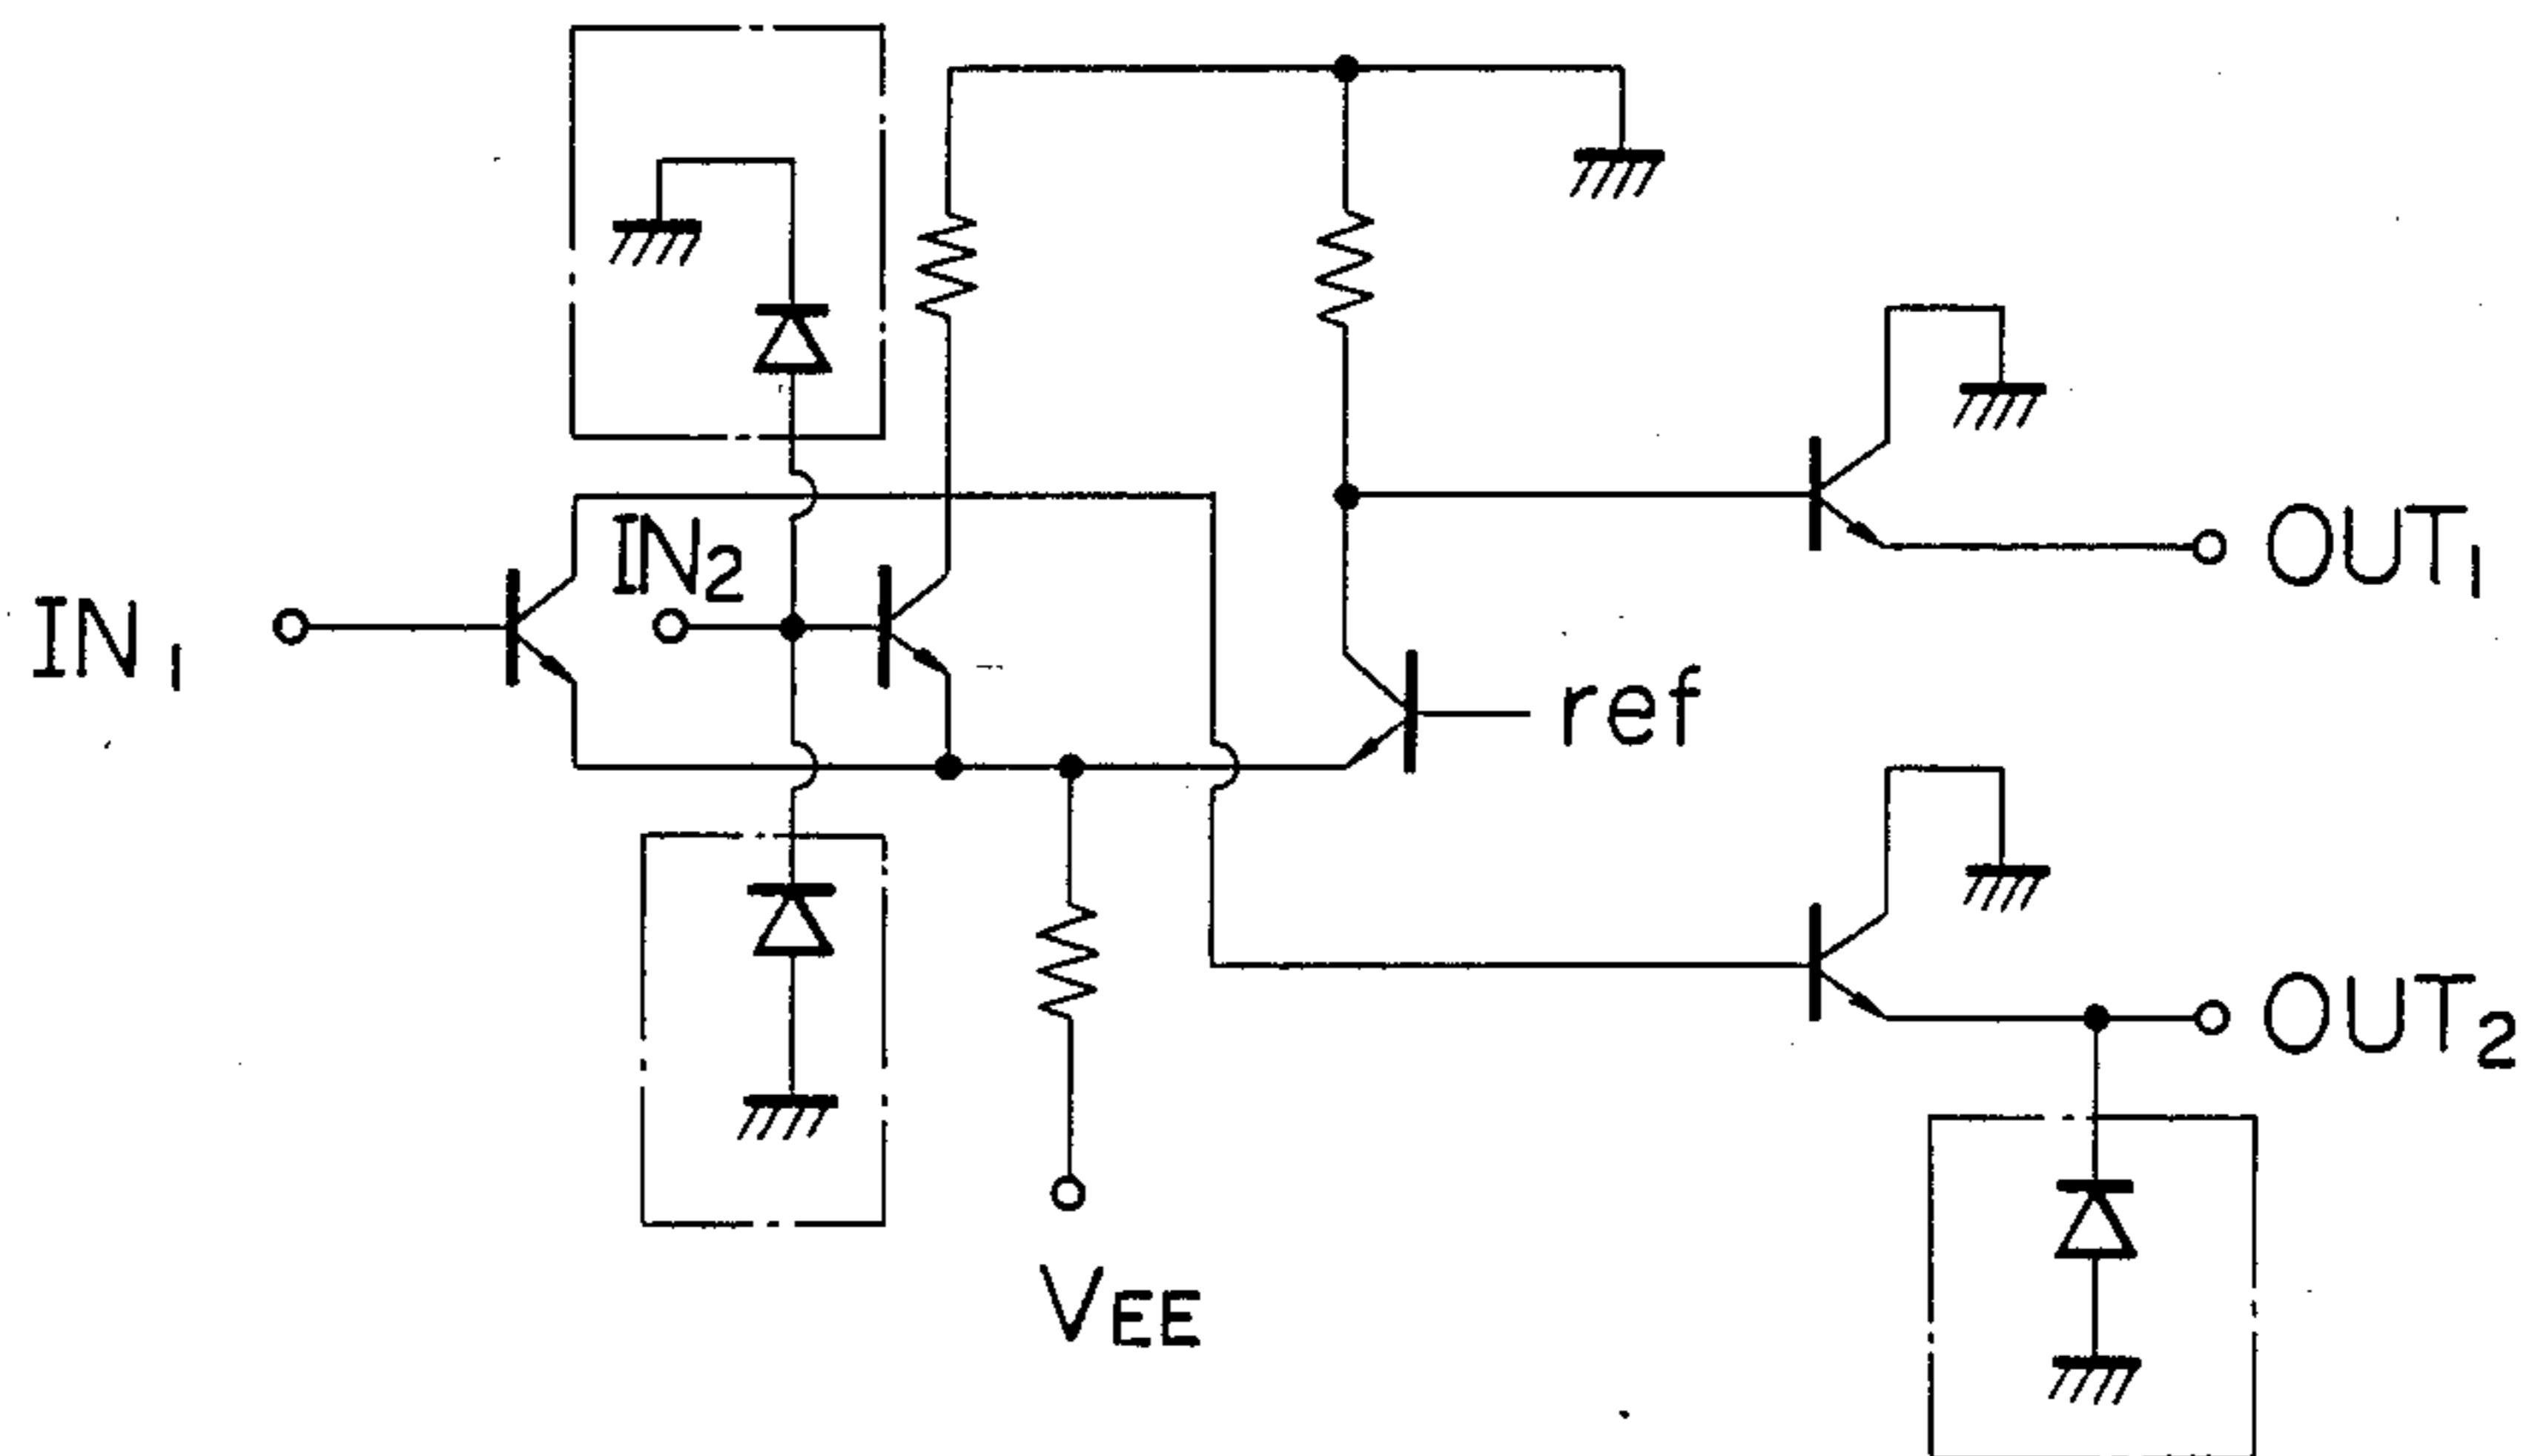 IN₂
OUT₁
IN₁
ref
OUT₂
VEE